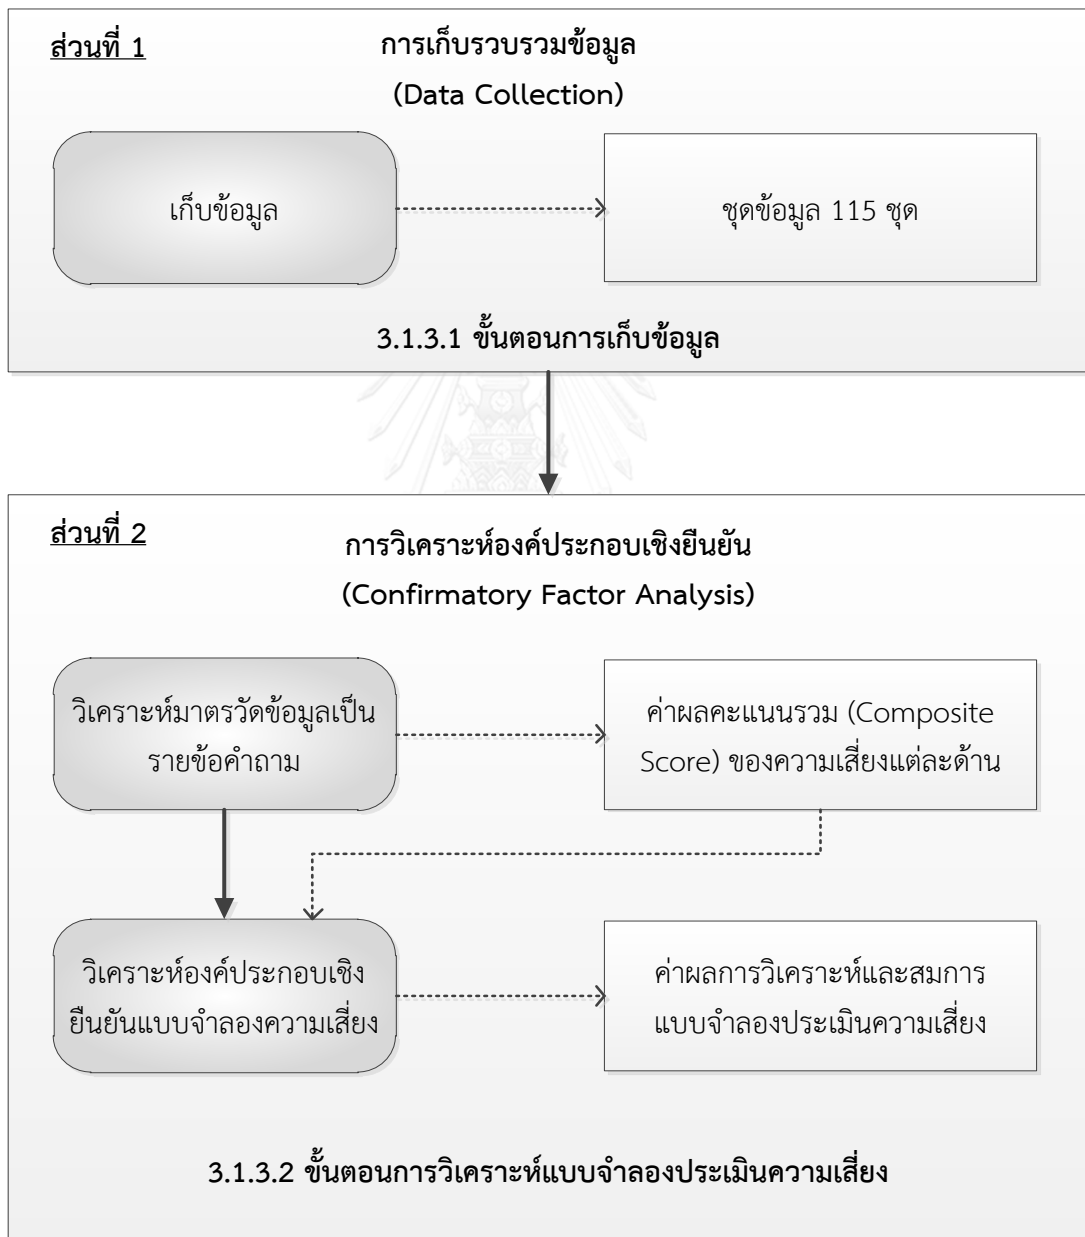 ส่วนที่ 1
การเก็บรวบรวมข้อมูล
(Data Collection)
เก็บข้อมูล
ชุดข้อมูล 115 ชุด
3.1.3.1 ขั้นตอนการเก็บข้อมูล
ส่วนที่ 2
การวิเคราะห์องค์ประกอบเชิงยืนยัน
(Confirmatory Factor Analysis)
วิเคราะห์มาตรวัดข้อมูลเป็น
รายข้อคำถาม
ค่าผลคะแนนรวม (Composite
Score) ของความเสี่ยงแต่ละด้าน
วิเคราะห์องค์ประกอบเชิง
ยืนยันแบบจำลองความเสี่ยง
ค่าผลการวิเคราะห์และสมการ
แบบจำลองประเมินความเสี่ยง
3.1.3.2 ขั้นตอนการวิเคราะห์แบบจำลองประเมินความเสี่ยง